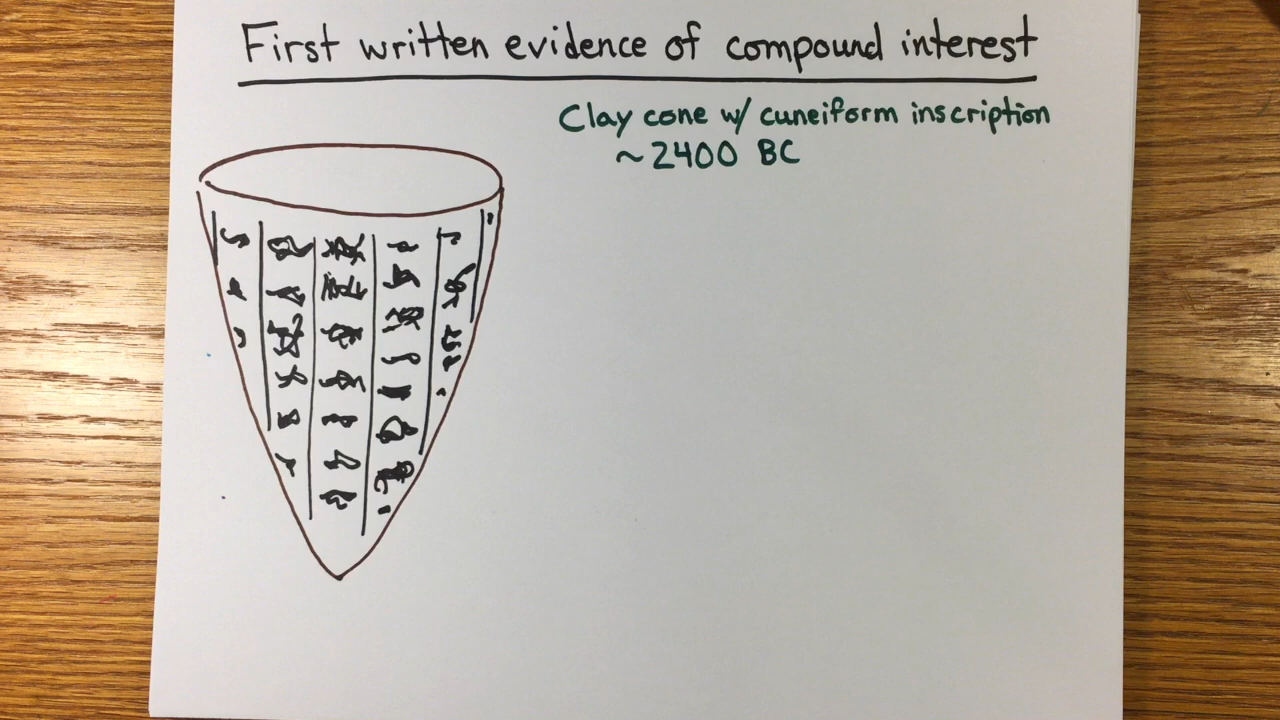 First written evidence of compound interest
Clay cone w/ cuneiform inscription
~2400 BC